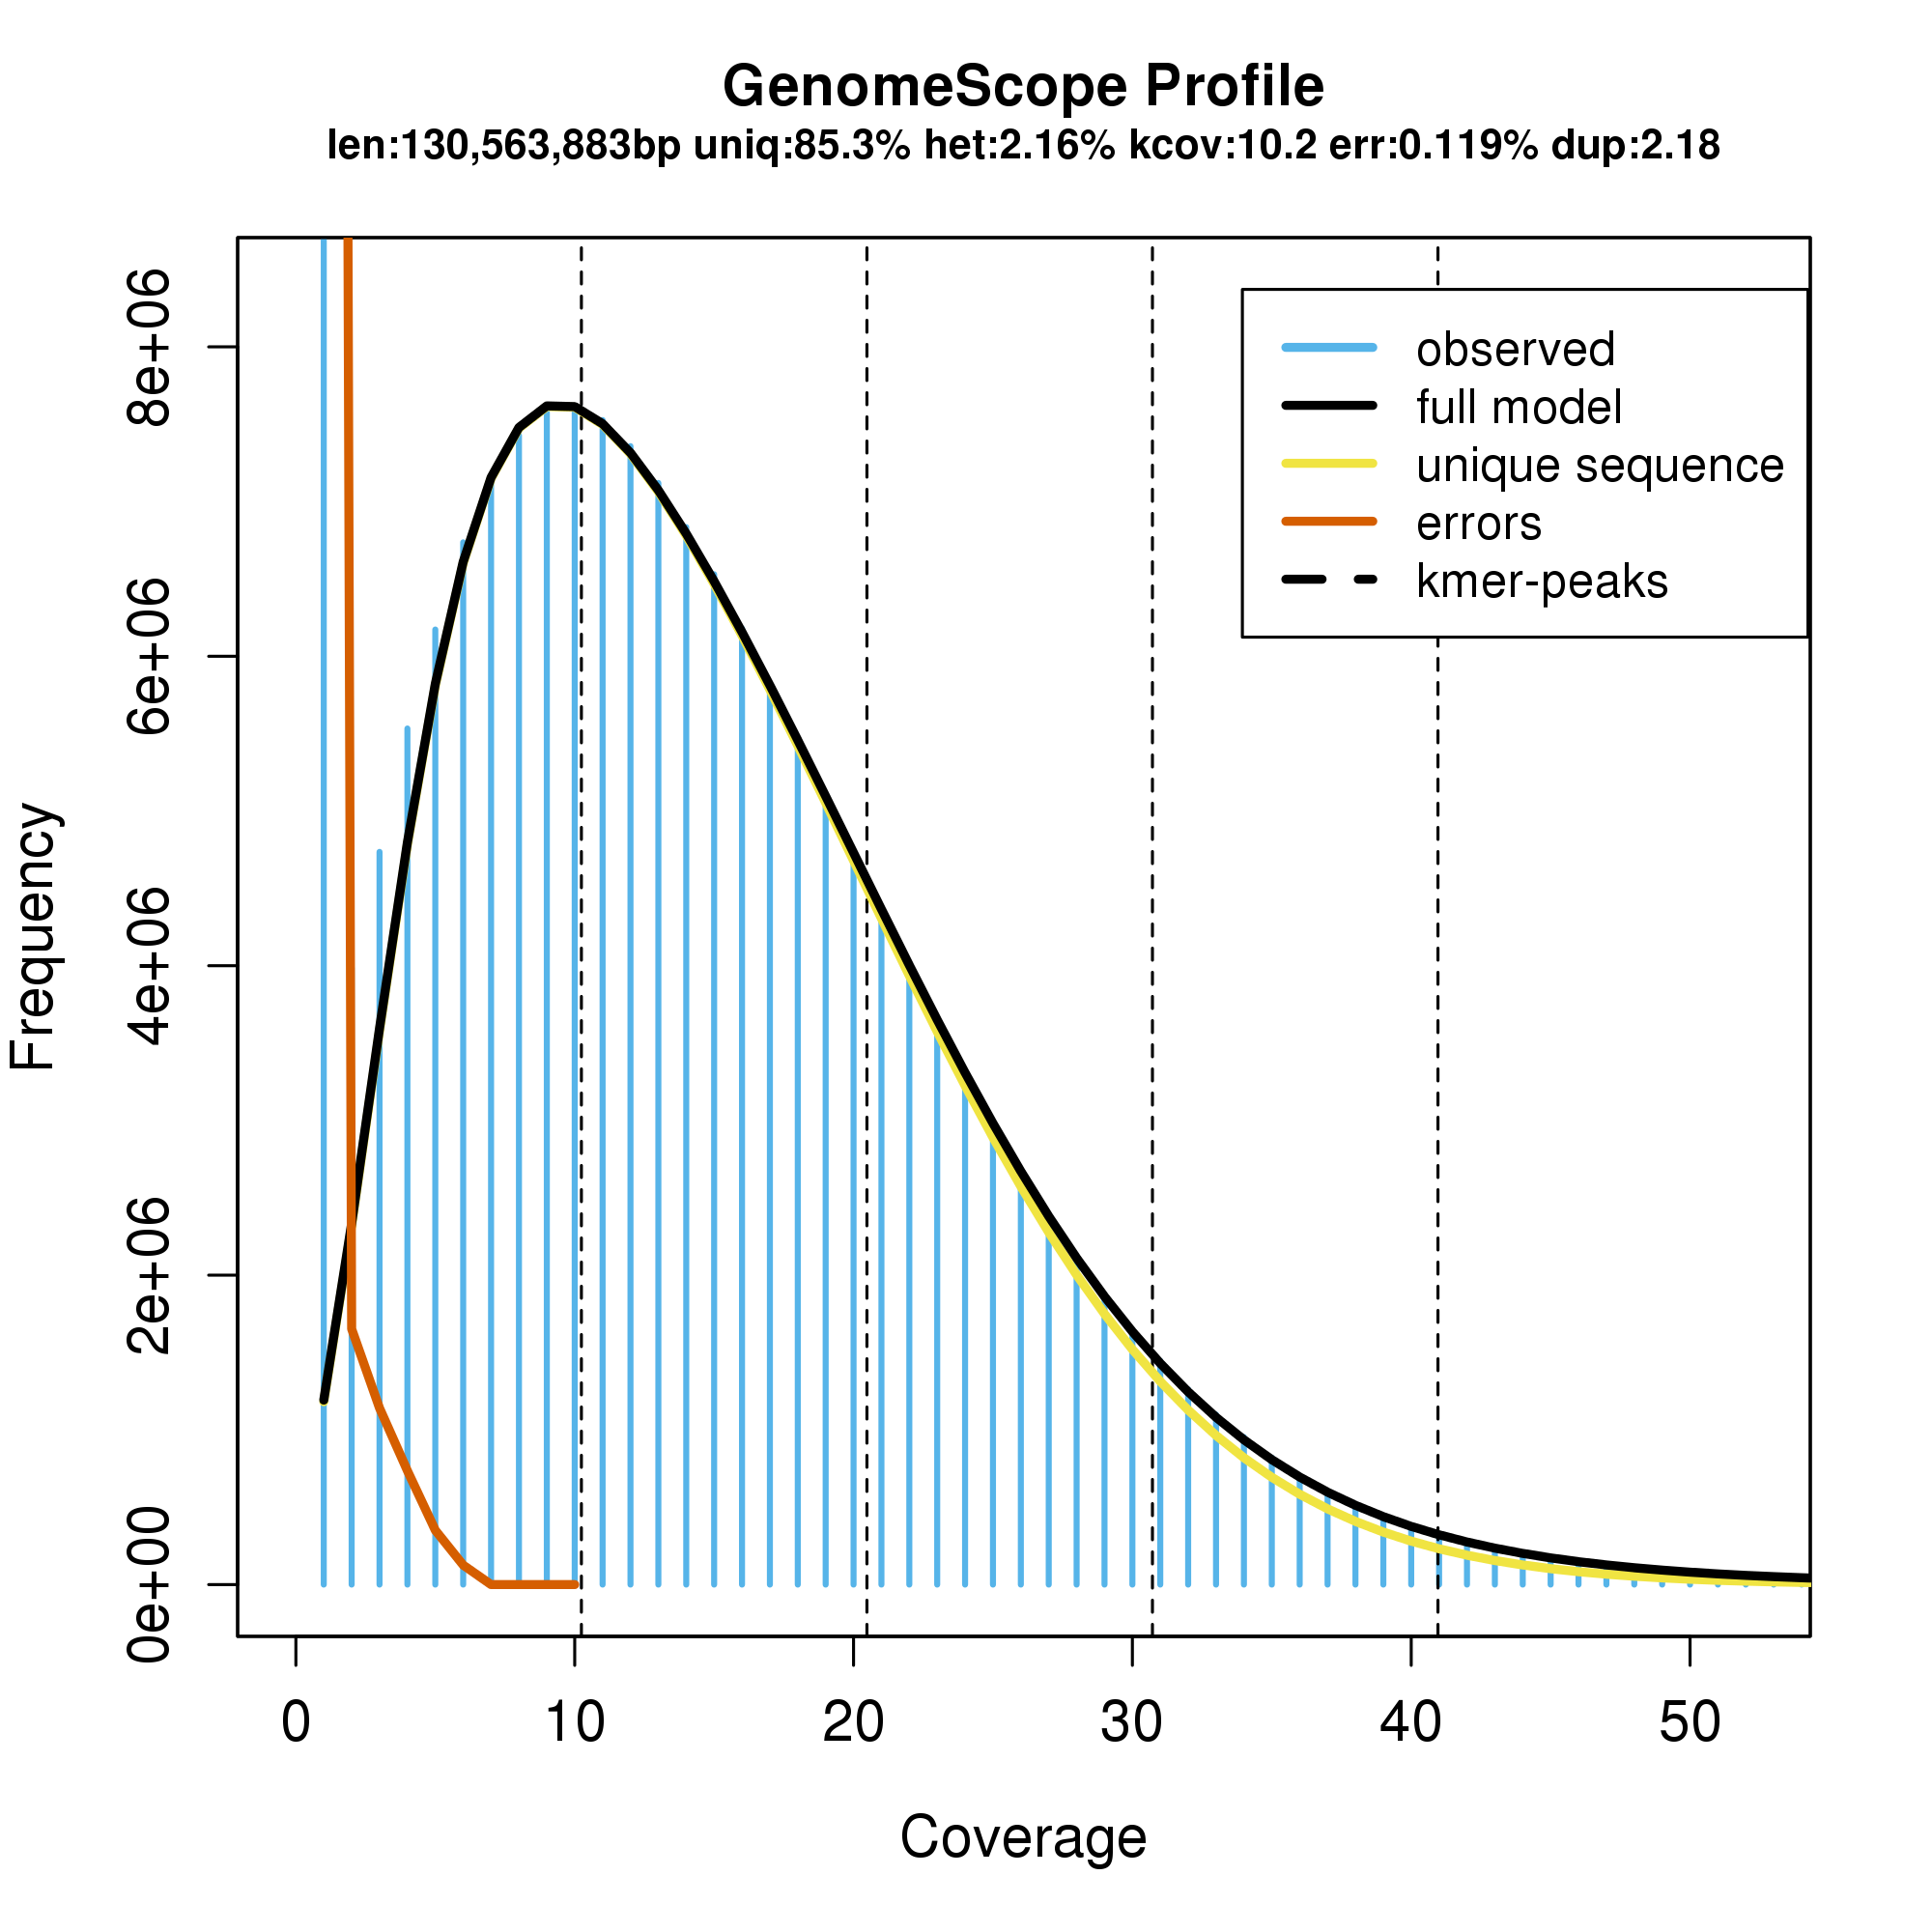 GenomeScope Profile
len:130,563,883bp uniq:85.3% het:2.16% kcov:10.2 err:0.119% dup:2.18
observed
full model
unique sequence
errors
kmer-peaks
Frequency
8e+06
6e+06
4e+06
2e+06
0e+00
0 10 20 30 40 50
Coverage